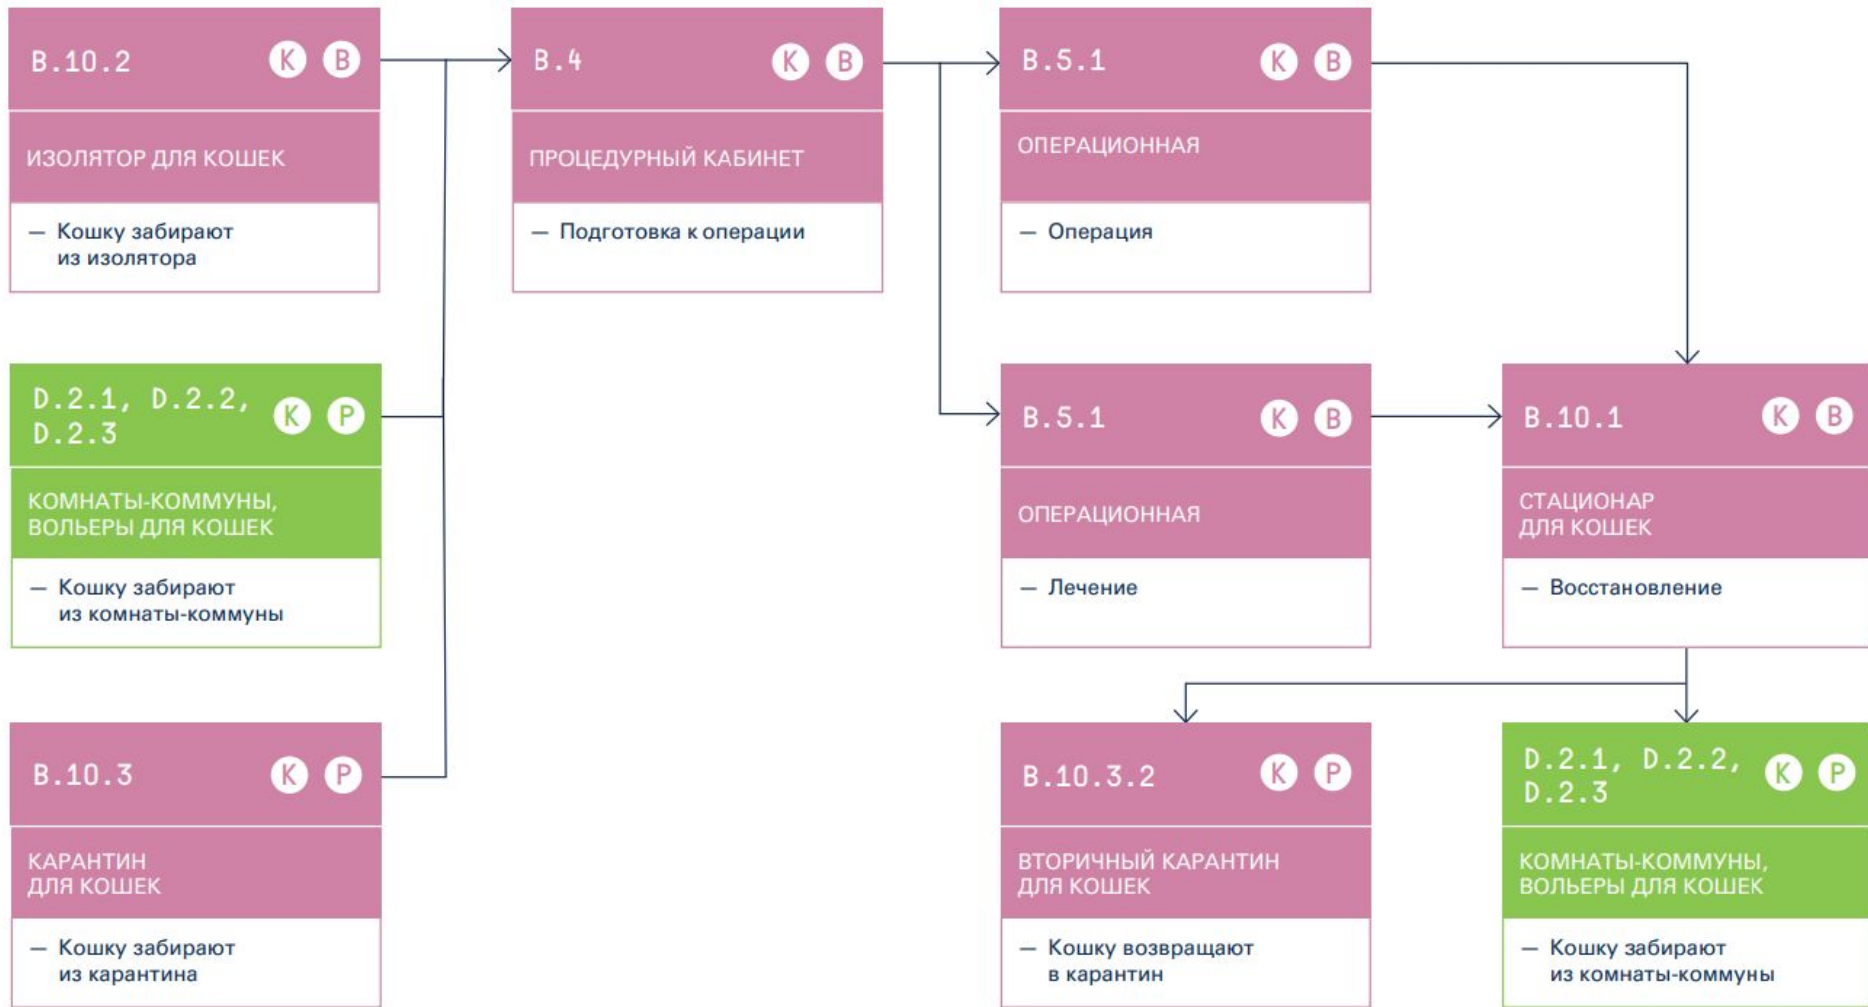 B.10.2 К В
ИЗОЛЯТОР ДЛЯ КОШЕК
— Кошку забирают
из изолятора
B.4 К В
ПРОЦЕДУРНЫЙ КАБИНЕТ
— Подготовка к операции
B.5.1 К В
ОПЕРАЦИОННАЯ
— Операция
D.2.1, D.2.2,
D.2.3 К Р
КОМНАТЫ-КОММУНЫ,
ВОЛЬЕРЫ ДЛЯ КОШЕК
— Кошку забирают
из комнаты-коммуны
B.5.1 К В
ОПЕРАЦИОННАЯ
— Лечение
B.10.1 К В
СТАЦИОНАР
ДЛЯ КОШЕК
— Восстановление
B.10.3 К Р
КАРАНТИН
ДЛЯ КОШЕК
— Кошку забирают
из карантина
B.10.3.2 К Р
ВТОРИЧНЫЙ КАРАНТИН
ДЛЯ КОШЕК
— Кошку возвращают
в карантин
D.2.1, D.2.2,
D.2.3 К Р
КОМНАТЫ-КОММУНЫ,
ВОЛЬЕРЫ ДЛЯ КОШЕК
— Кошку забирают
из комнаты-коммуны